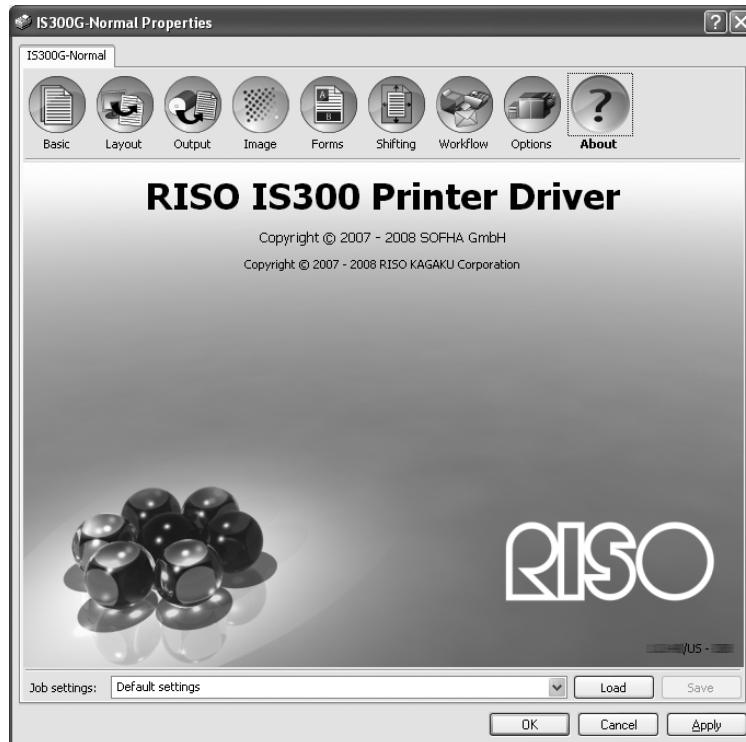 IS300G-Normal Properties
IS300G-Normal
A
B
?
Basic Layout Output Image Forms Shifting Workflow Options About
RISO IS300 Printer Driver
Copyright © 2007 - 2008 SOFHA GmbH
Copyright © 2007 - 2008 RISO KAGAKU Corporation
RISO
/US -
Job settings: Default settings Load Save
OK Cancel Apply